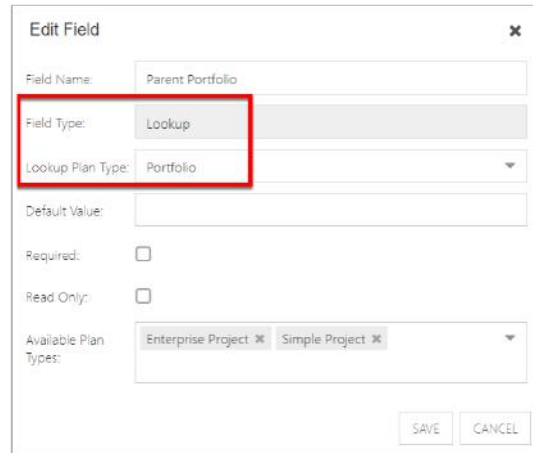 Edit Field
Field Name: Parent Portfolio
Field Type: Lookup
Lookup Plan Type: Portfolio
Default Value:
Required:
Read Only:
Available Plan Enterprise Project Simple Project
Types:
SAVE CANCEL